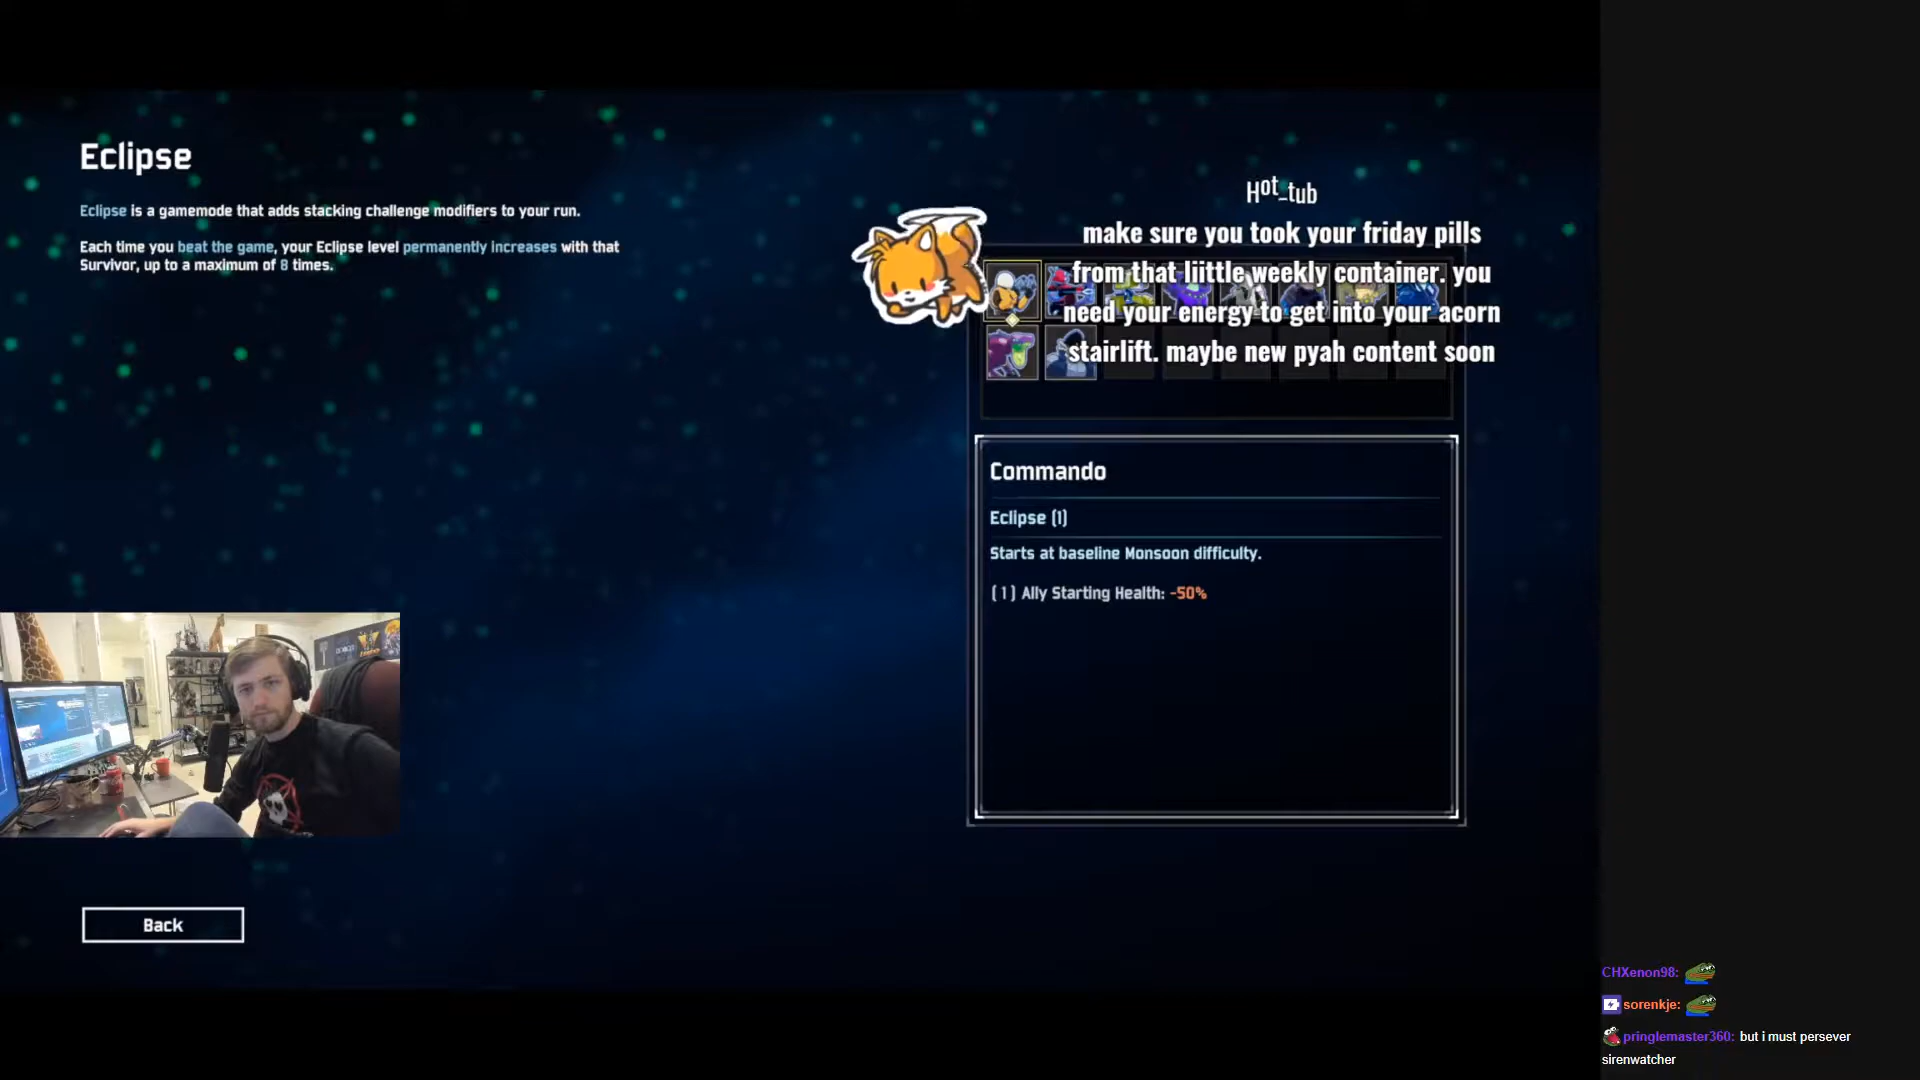 Eclipse
Eclipse is a gamemode that adds stacking challenge modifiers to your run.
Each time you beat the game, your Eclipse level permanently increases with that
Survivor, up to a maximum of 8 times.
Hot_tub
make sure you took your friday pills
from that liittle weekly container. you
need your energy to get into your acorn
stairlift. maybe new pyah content soon
Commando
Eclipse (1)
Starts at baseline Monsoon difficulty.
(1) Ally Starting Health: -50%
Back
CHXenon98:
sorenkje:
pringlemaster360: but i must persever
sirenwatcher